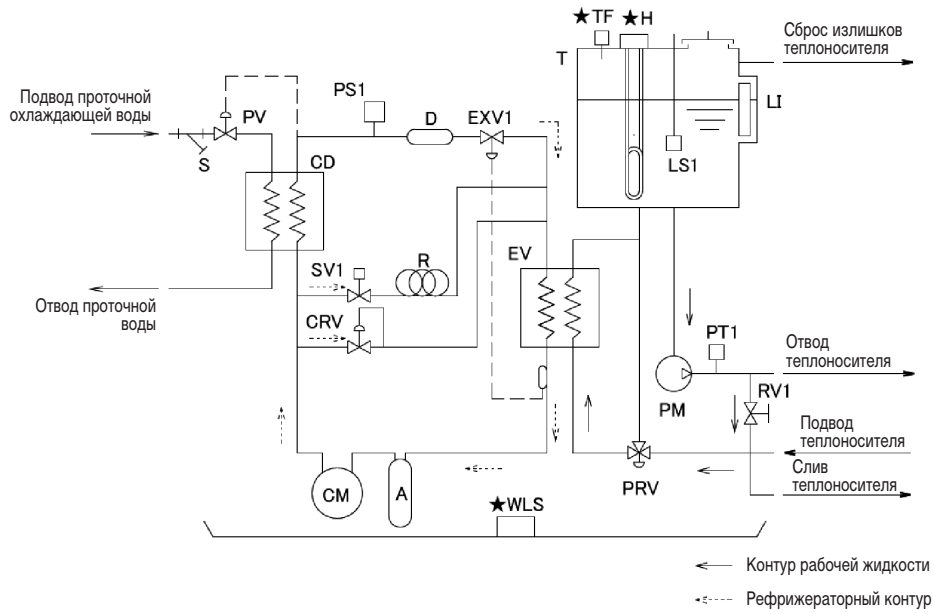 ★TF
★H
Сброс излишков
теплоносителя
T
LI
LS1
Подвод проточной
охлаждающей воды
PV
S
PS1
D
EXV1
CD
SV1
R
EV
CRV
Отвод проточной
воды
PT1
Отвод
теплоносителя
PM
RV1
Подвод
теплоносителя
Слив
теплоносителя
PRV
CM
A
★WLS
Контур рабочей жидкости
Рефрижераторный контур